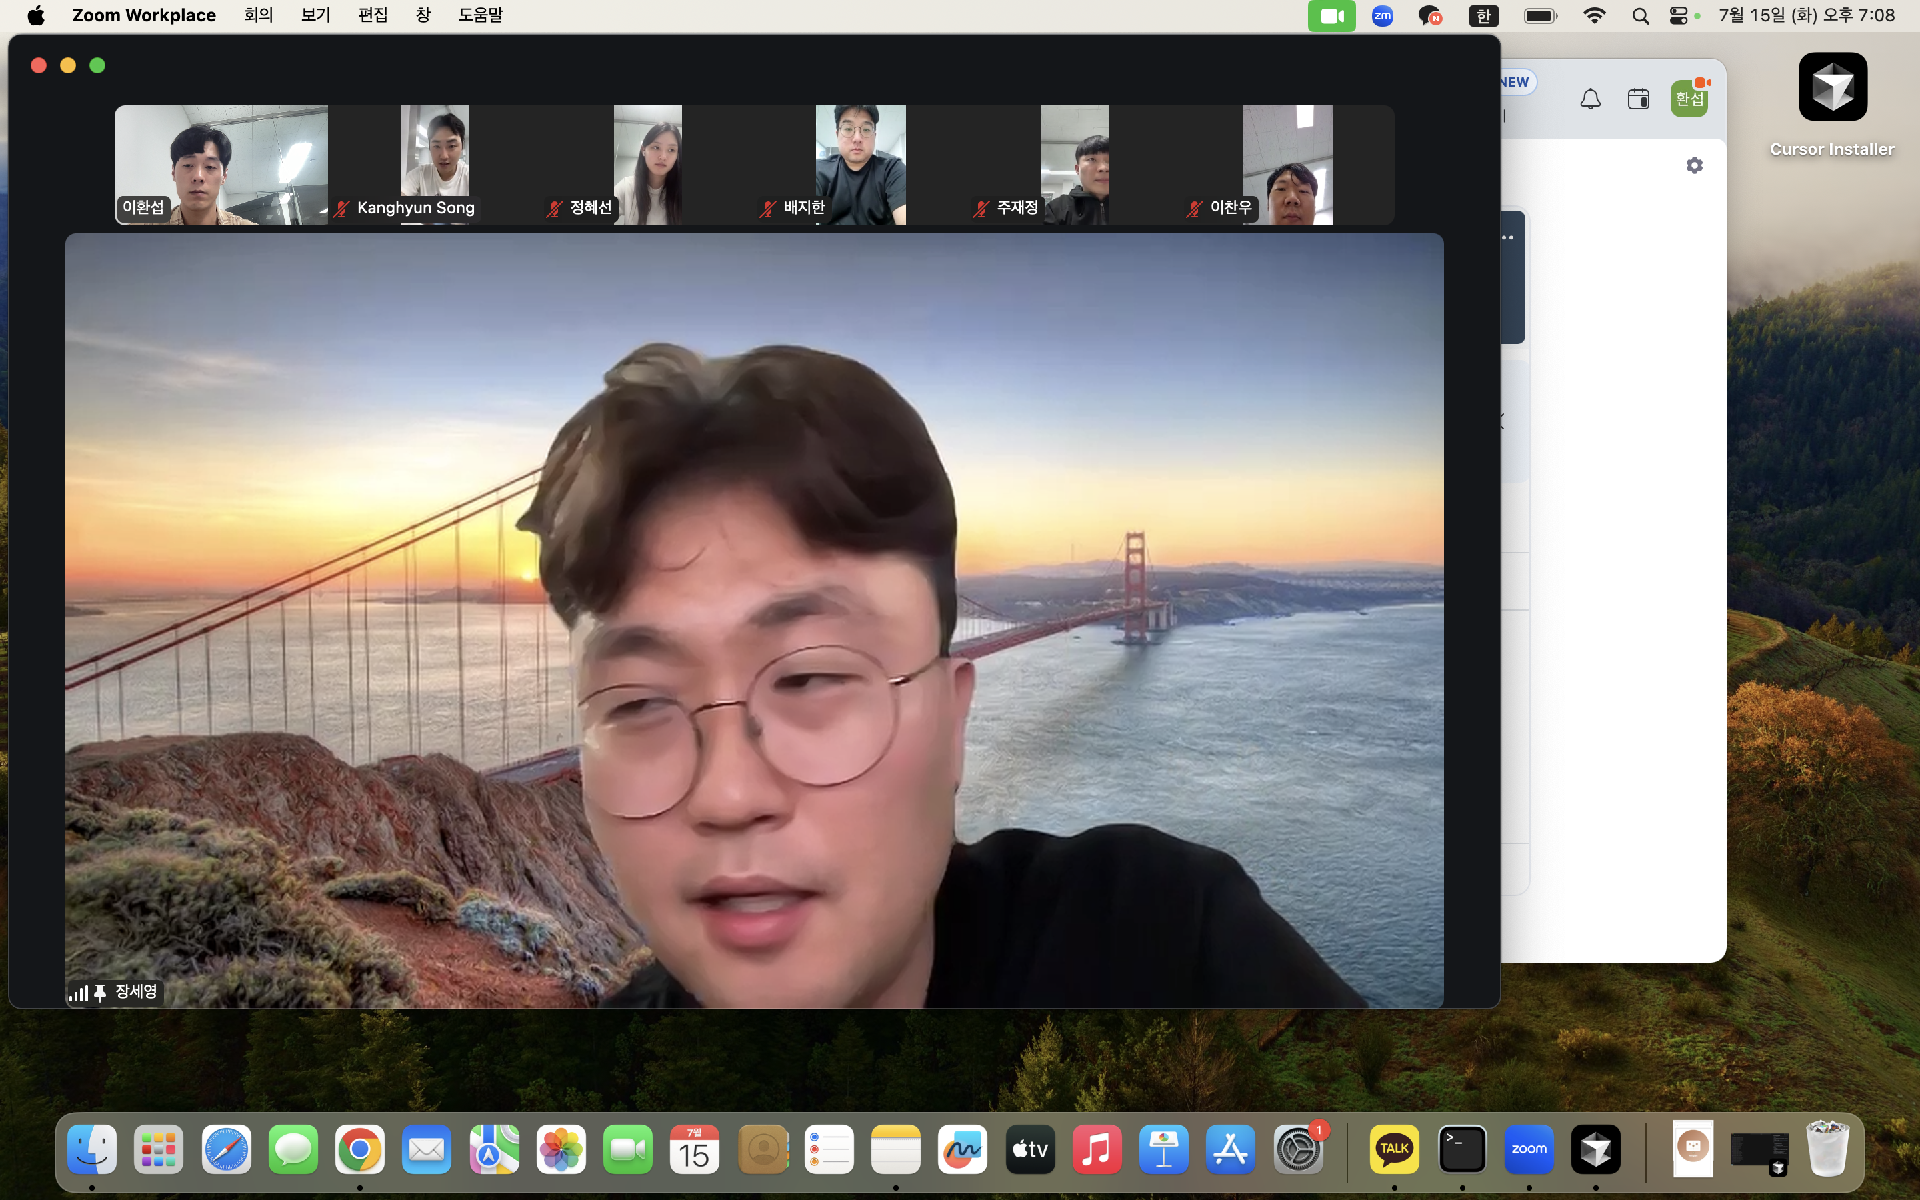 Zoom Workplace 회의 보기 편집 창 도움말
zm
N
한
7월 15일 (화) 오후 7:08
NEW
환섭
Cursor Installer
이환섭
Kanghyun Song
정혜선
배지한
주재정
이찬우
장세영
7월
15
tv
1
TALK
zoom